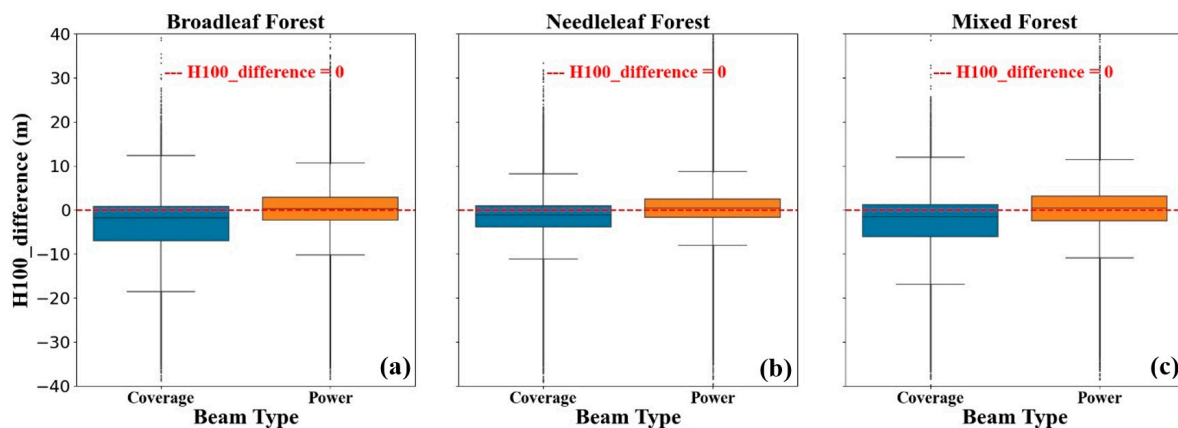 Broadleaf Forest
Needleleaf Forest
Mixed Forest
H100_difference (m)
40
30
20
10
0
−10
−20
−30
−40
--- H100_difference = 0
--- H100_difference = 0
--- H100_difference = 0
(a)
(b)
(c)
Coverage
Power
Coverage
Power
Coverage
Power
Beam Type
Beam Type
Beam Type